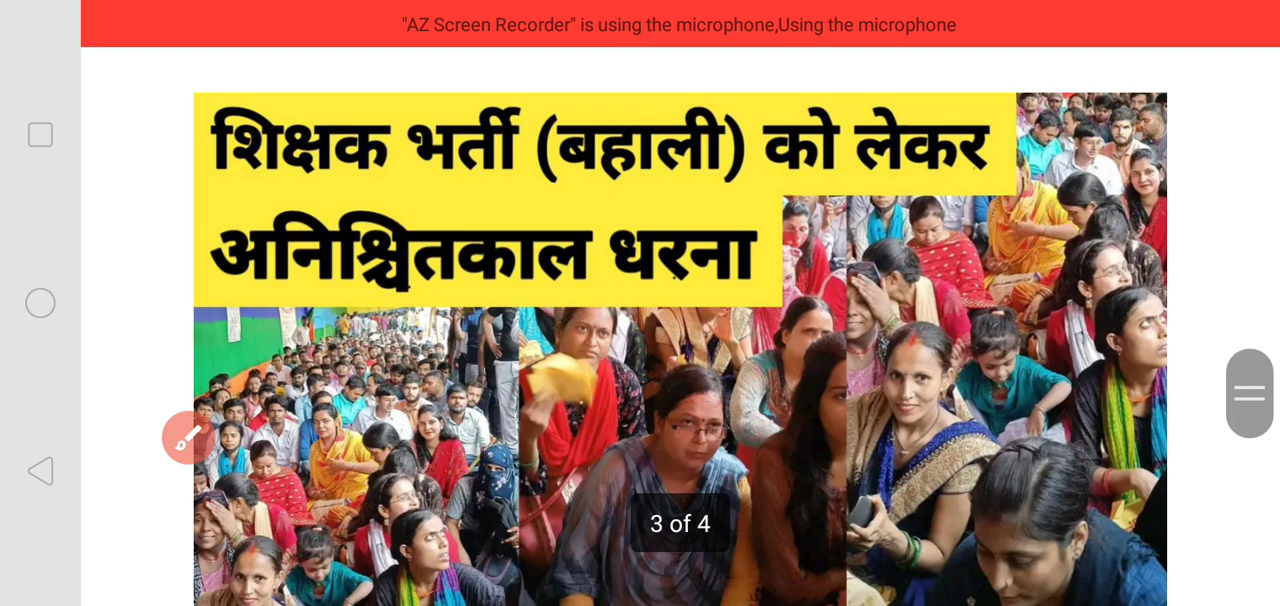 "AZ Screen Recorder" is using the microphone,Using the microphone
शिक्षक भर्ती (बहाली) को लेकर
अनिश्चितकाल धरना
3 of 4